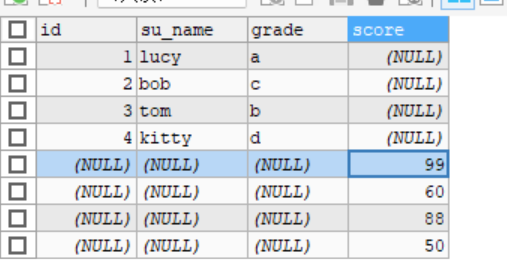 id su_name grade score
1 lucy a (NULL)
2 bob c (NULL)
3 tom b (NULL)
4 kitty d (NULL)
(NULL) (NULL) (NULL) 99
(NULL) (NULL) (NULL) 60
(NULL) (NULL) (NULL) 88
(NULL) (NULL) (NULL) 50